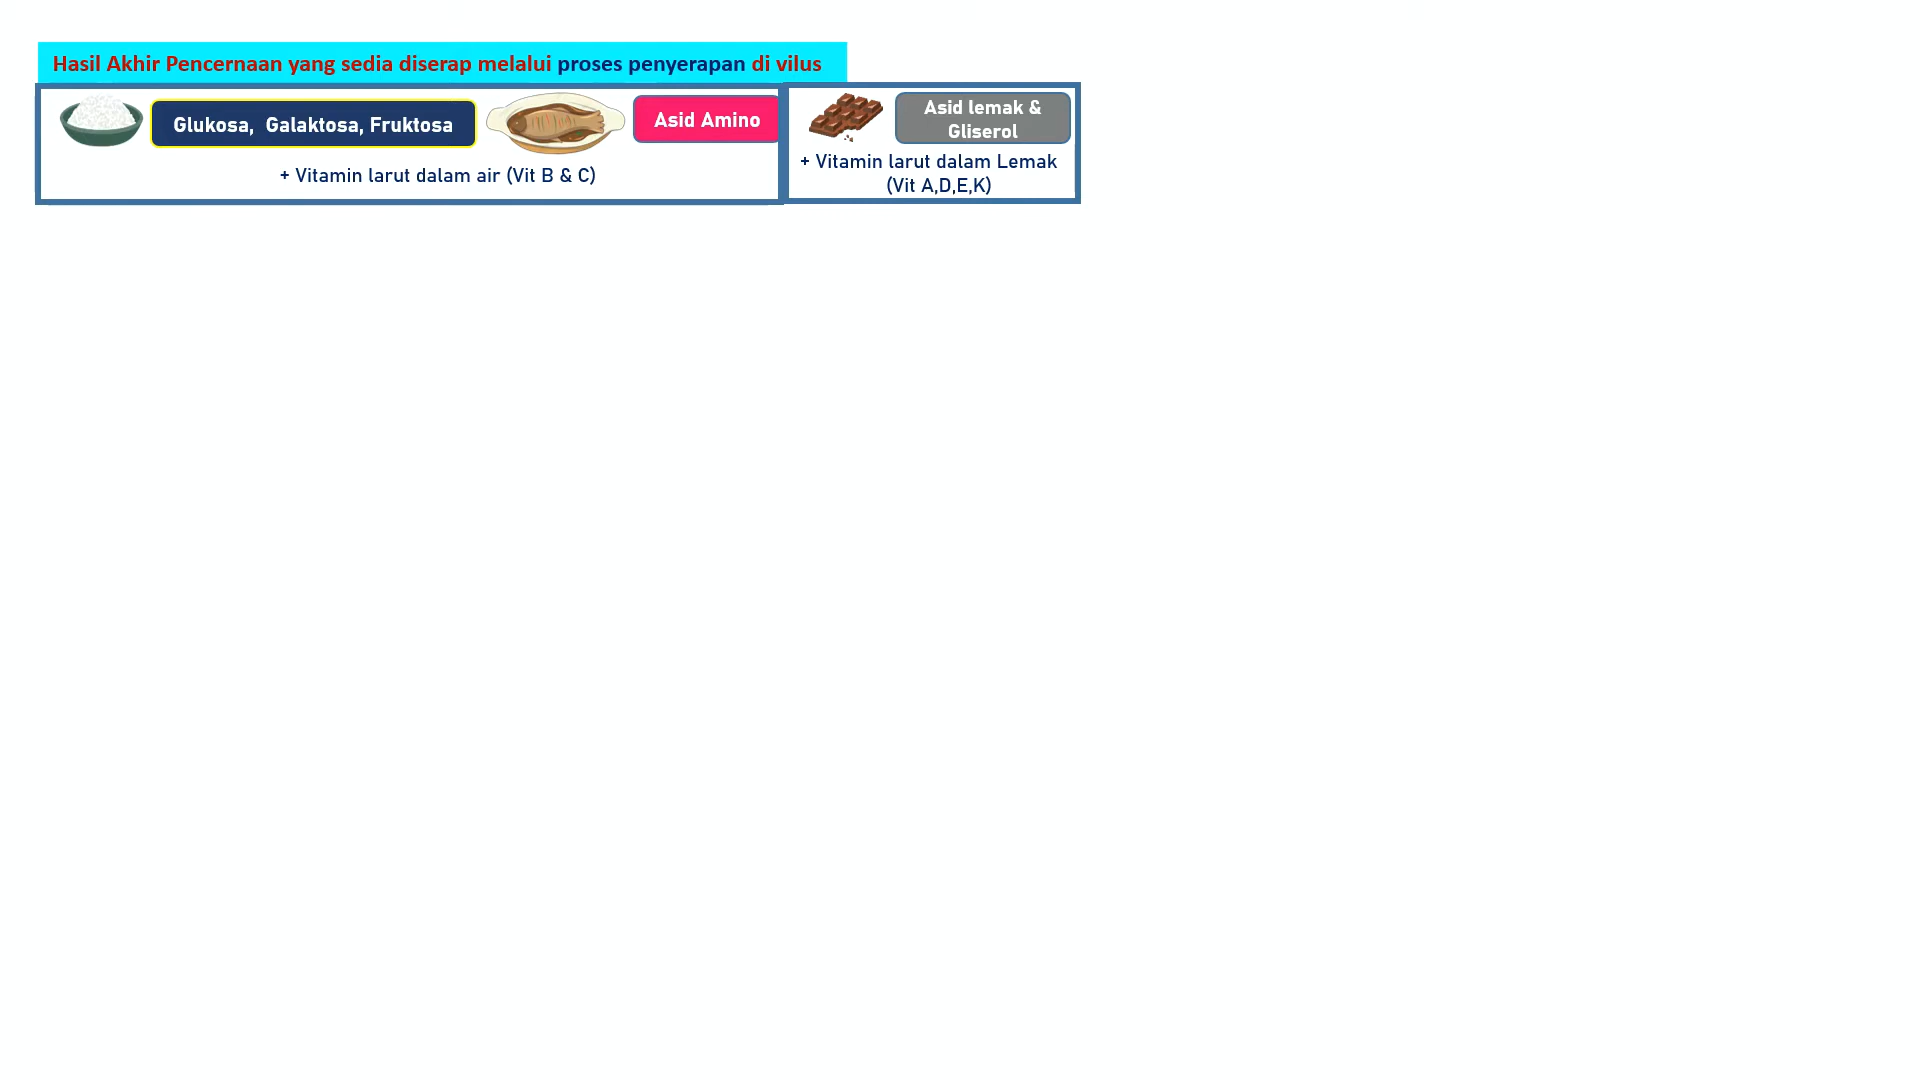 Hasil Akhir Pencernaan yang sedia diserap melalui proses penyerapan di vilus
Glukosa, Galaktosa, Fruktosa
Asid Amino
+ Vitamin larut dalam air (Vit B & C)
Asid lemak &
Gliserol
+ Vitamin larut dalam Lemak
(Vit A,D,E,K)